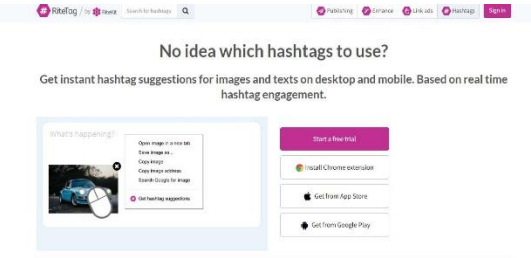 RiteTag / by RiteKit Search for hashtags Publishing Enhance Link ads Hashtags Sign in
No idea which hashtags to use?
Get instant hashtag suggestions for images and texts on desktop and mobile. Based on real time
hashtag engagement.
What's happening?
Open image in a new tab
Save image as...
Copy image
Copy image address
Search Google for image
Get hashtag suggestions
Start a free trial
Install Chrome extension
Get from App Store
Get from Google Play